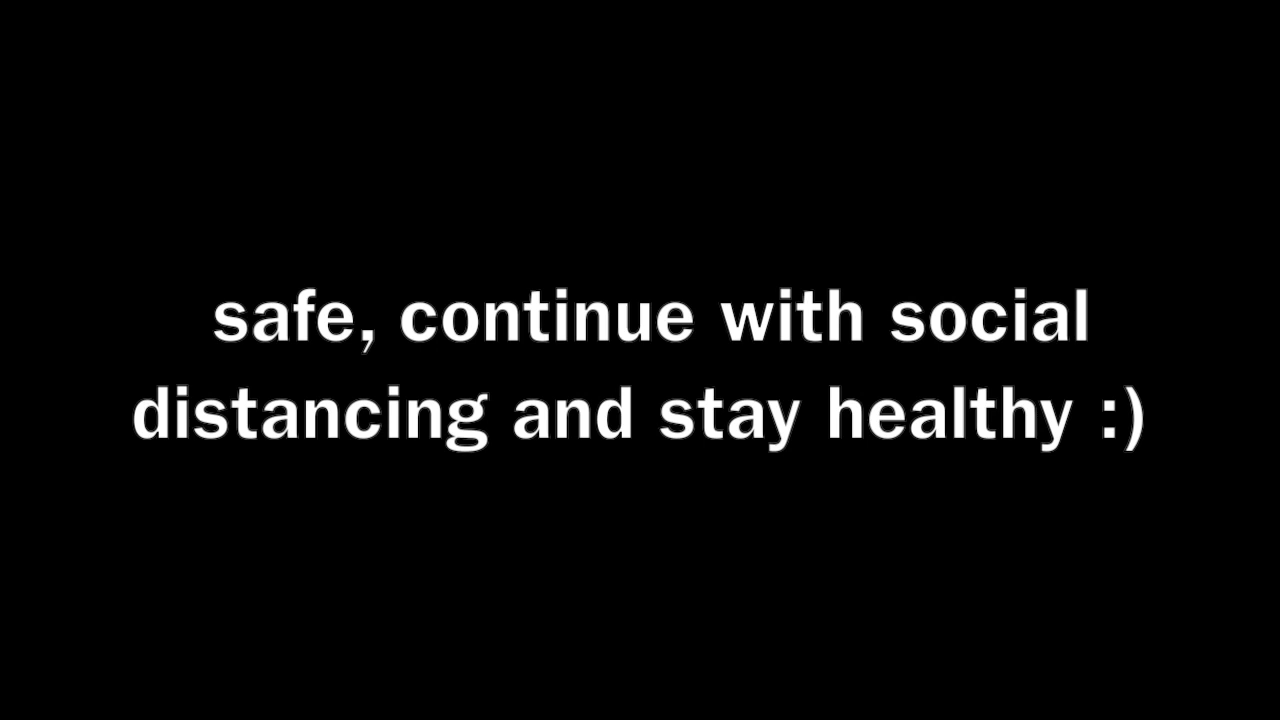 safe, continue with social
distancing and stay healthy :)